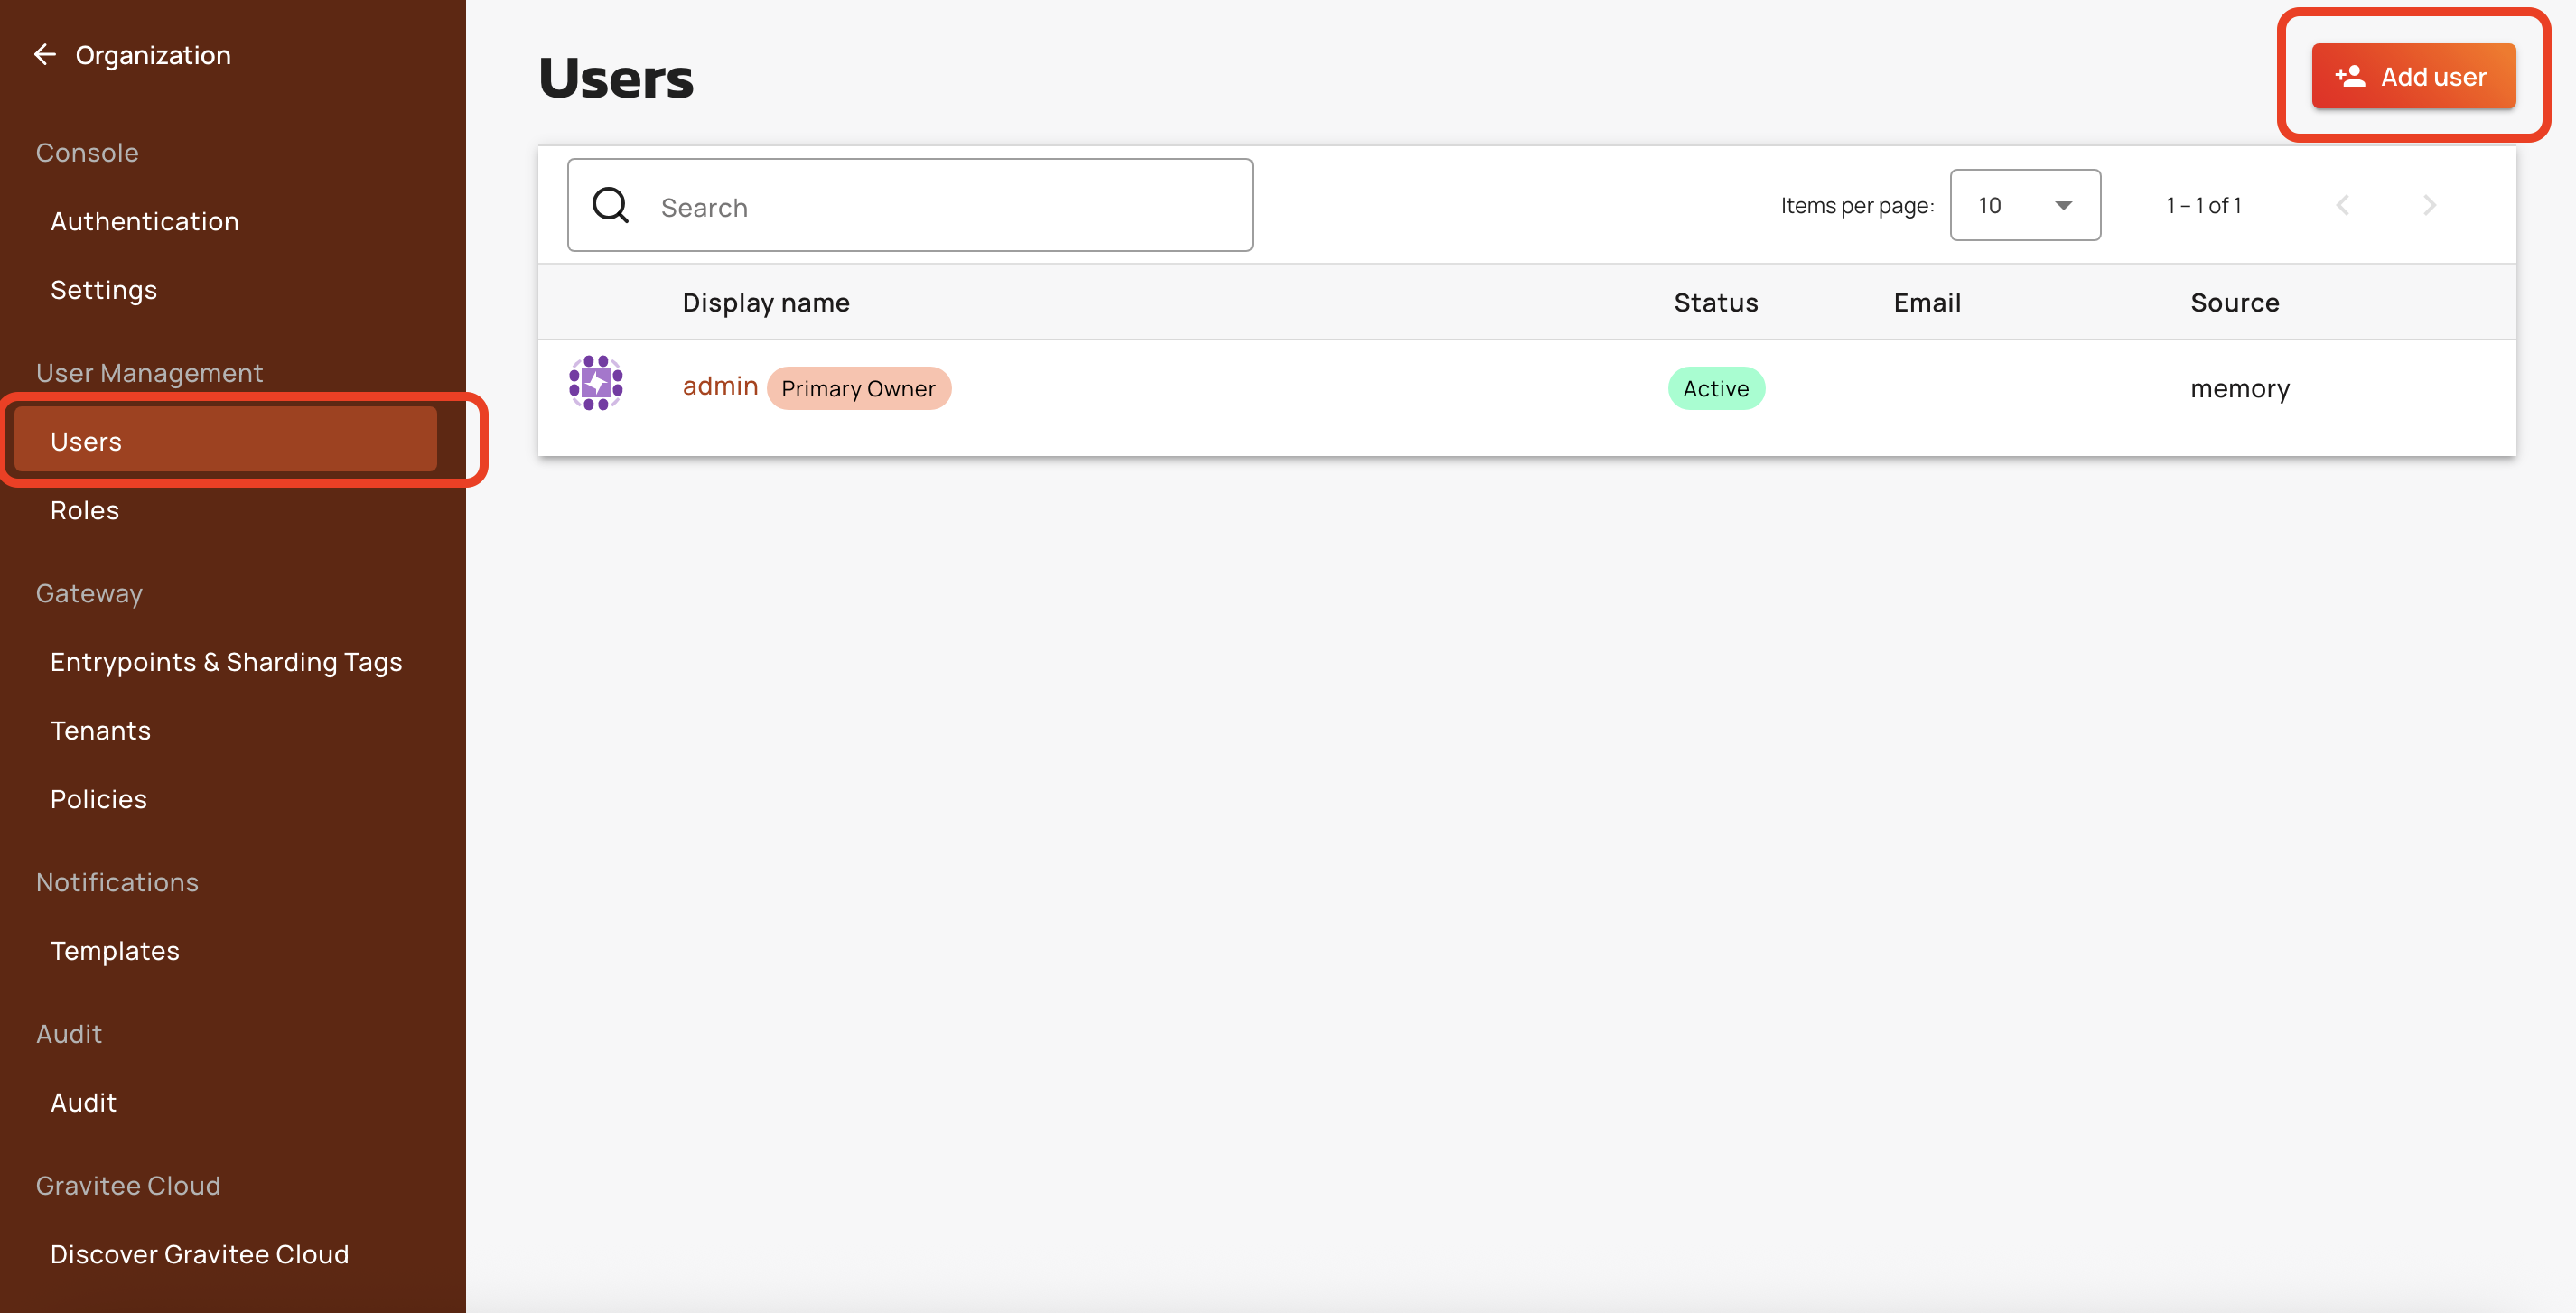 Organization
Console
Authentication
Settings
User Management
Users
Roles
Gateway
Entrypoints & Sharding Tags
Tenants
Policies
Notifications
Templates
Audit
Audit
Gravitee Cloud
Discover Gravitee Cloud
Users
Add user
Search
Items per page: 10 1 – 1 of 1
Display name Status Email Source
admin Primary Owner Active memory